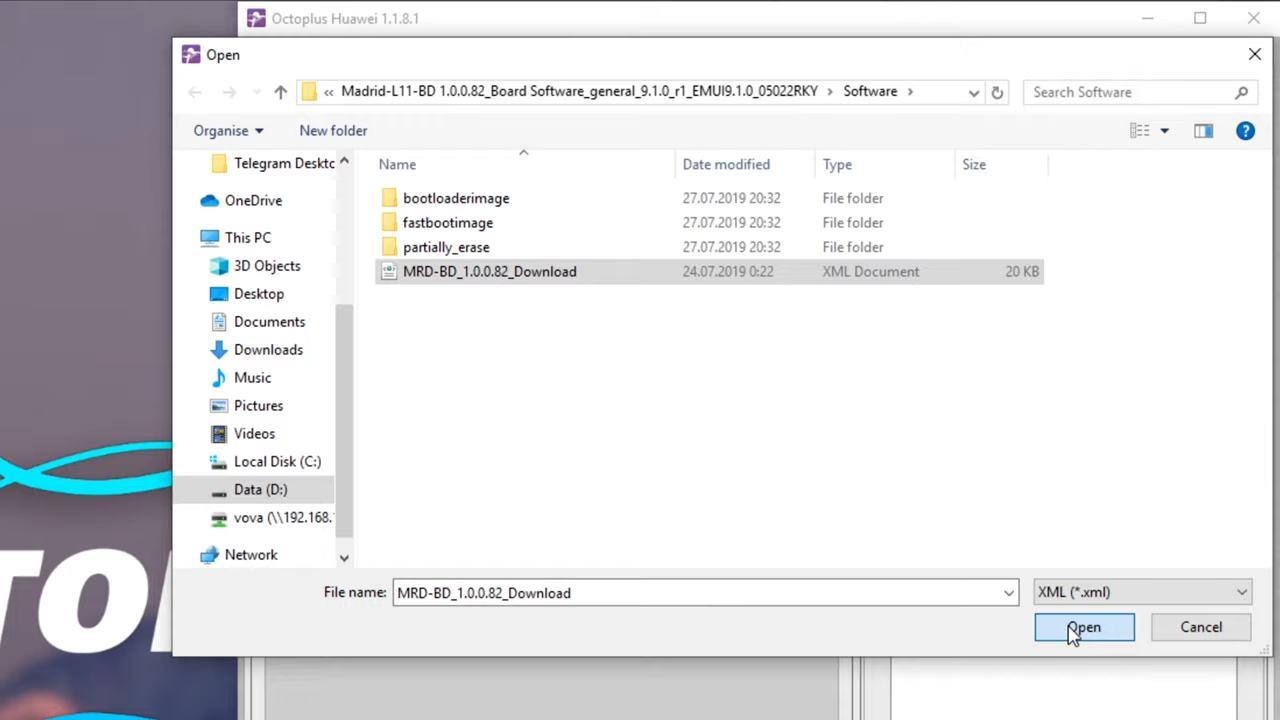 Octoplus Huawei 1.1.8.1
Open
« Madrid-L11-BD 1.0.0.82_Board Software_general_9.1.0_r1_EMUI9.1.0_05022RKY > Software >
Search Software
Organise
New folder
Name
Date modified
Type
Size
Telegram Deskto
OneDrive
This PC
3D Objects
Desktop
Documents
Downloads
Music
Pictures
Videos
Local Disk (C:)
Data (D:)
vova (\\192.168.
Network
bootloaderimage 27.07.2019 20:32 File folder
fastbootimage 27.07.2019 20:32 File folder
partially_erase 27.07.2019 20:32 File folder
MRD-BD_1.0.0.82_Download 24.07.2019 0:22 XML Document 20 KB
File name: MRD-BD_1.0.0.82_Download
XML (*.xml)
Open
Cancel